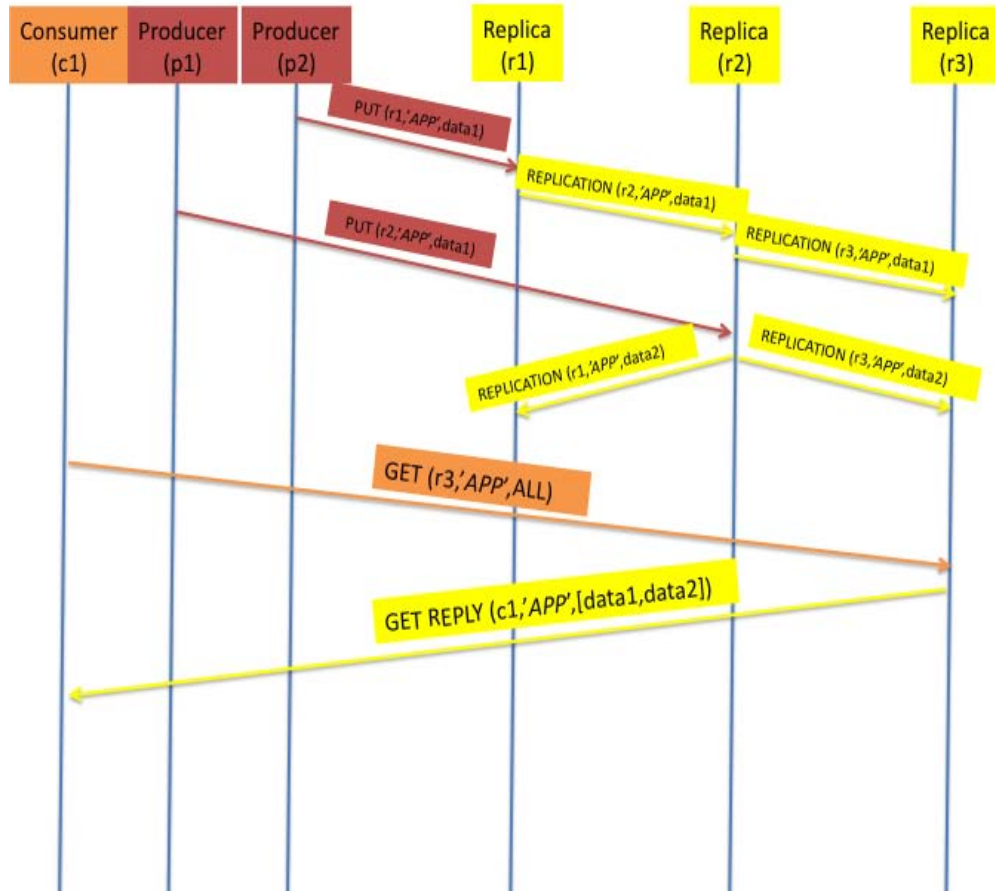 Consumer
(c1)
Producer
(p1)
Producer
(p2)
Replica
(r1)
Replica
(r2)
Replica
(r3)
PUT (r1,'APP',data1)
REPLICATION (r2,'APP',data1)
PUT (r2,'APP',data1)
REPLICATION (r3,'APP',data1)
REPLICATION (r1,'APP',data2)
REPLICATION (r3,'APP',data2)
GET (r3,'APP',ALL)
GET REPLY (c1,'APP',[data1,data2])